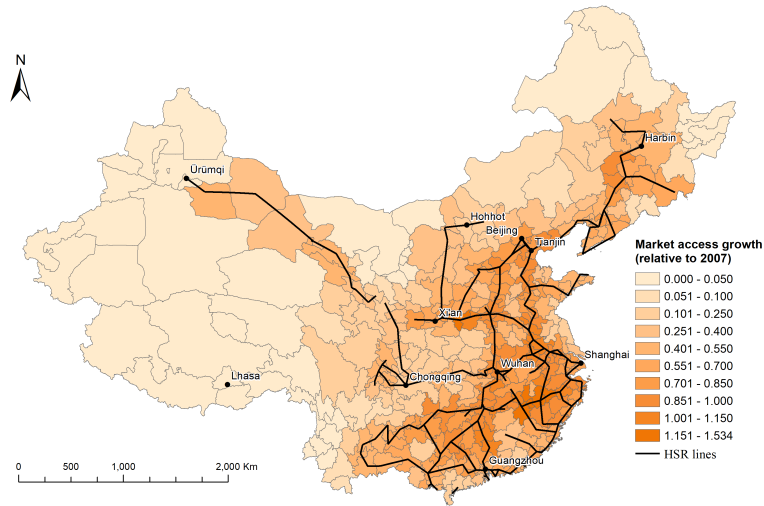 N
Harbin
Ürümqi
Hohhot
Beijing
Tianjin
Xi'an
Shanghai
Wuhan
Lhasa
Chongqing
Guangzhou
Market access growth
(relative to 2007)
0.000 - 0.050
0.051 - 0.100
0.101 - 0.250
0.251 - 0.400
0.401 - 0.550
0.551 - 0.700
0.701 - 0.850
0.851 - 1.000
1.001 - 1.150
1.151 - 1.534
HSR lines
0 500 1,000 2,000 Km